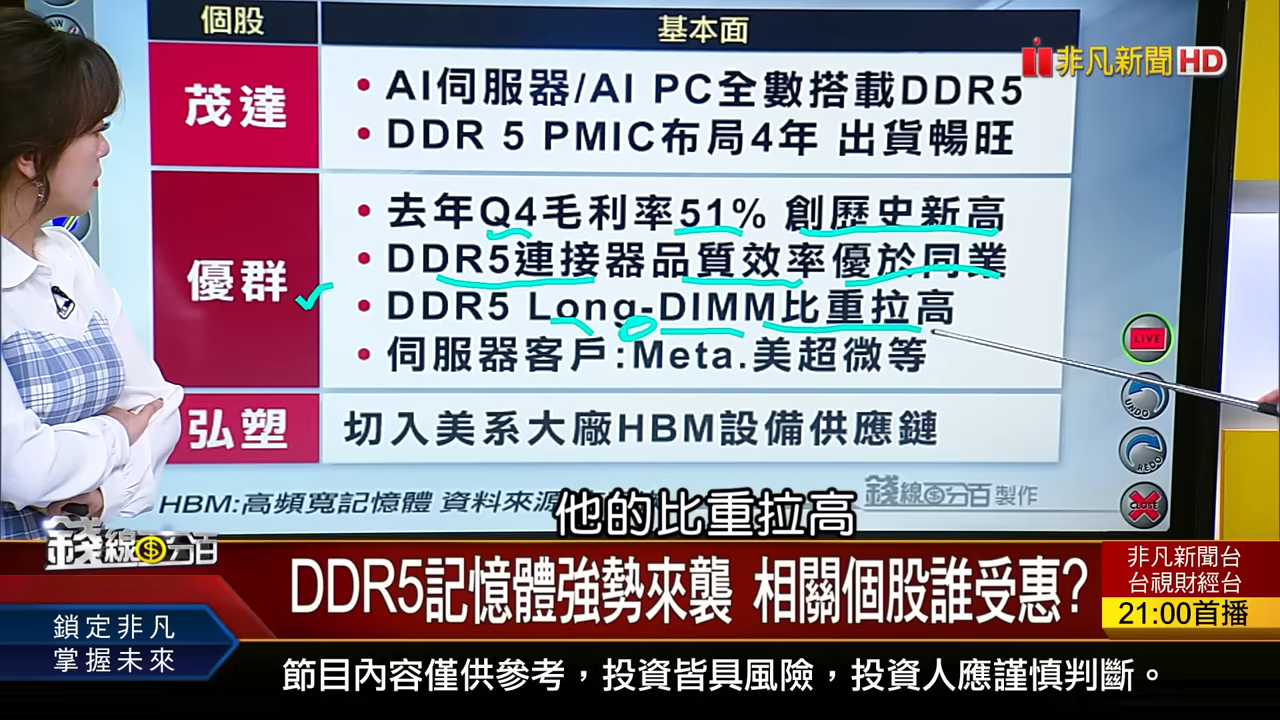 個股
基本面
非凡新聞HD
茂達
• AI伺服器/AI PC全數搭載DDR5
• DDR 5 PMIC布局4年 出貨暢旺
優群
• 去年Q4毛利率51% 創歷史新高
• DDR5連接器品質效率優於同業
• DDR5 Long-DIMM比重拉高
• 伺服器客戶:Meta.美超微等
弘塑
切入美系大廠HBM設備供應鏈
LIVE
UNDO
REDO
CLOSE
HBM:高頻寬記憶體 資料來源
錢線百分百製作
他的比重拉高
錢線百分百
DDR5記憶體強勢來襲 相關個股誰受惠?
非凡新聞台
台視財經台
21:00首播
鎖定非凡
掌握未來
節目內容僅供參考，投資皆具風險，投資人應謹慎判斷。